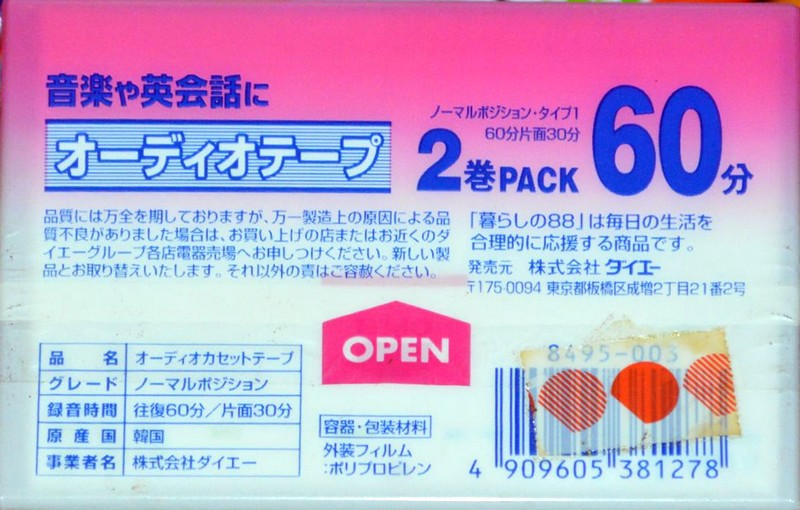 音楽や英会話に
オーディオテープ
ノーマルポジション・タイプ1
60分片面30分
2巻PACK
60分
品質には万全を期しておりますが、万一製造上の原因による品
質不良がありました場合は、お買い上げの店またはお近くのダ
イエーグループ各店電器売場へお申しつけください。新しい製
品とお取り替えいたします。それ以外の責はご容赦ください。
「暮らしの88」は毎日の生活を
合理的に応援する商品です。
発売元 株式会社 ダイエー
〒175-0094 東京都板橋区成増2丁目21番2号
OPEN
品名 オーディオカセットテープ
グレード ノーマルポジション
録音時間 往復60分/片面30分
原産国 韓国
事業者名 株式会社ダイエー
容器・包装材料
外装フィルム
:ポリプロピレン
8495-003
4 909605 381278